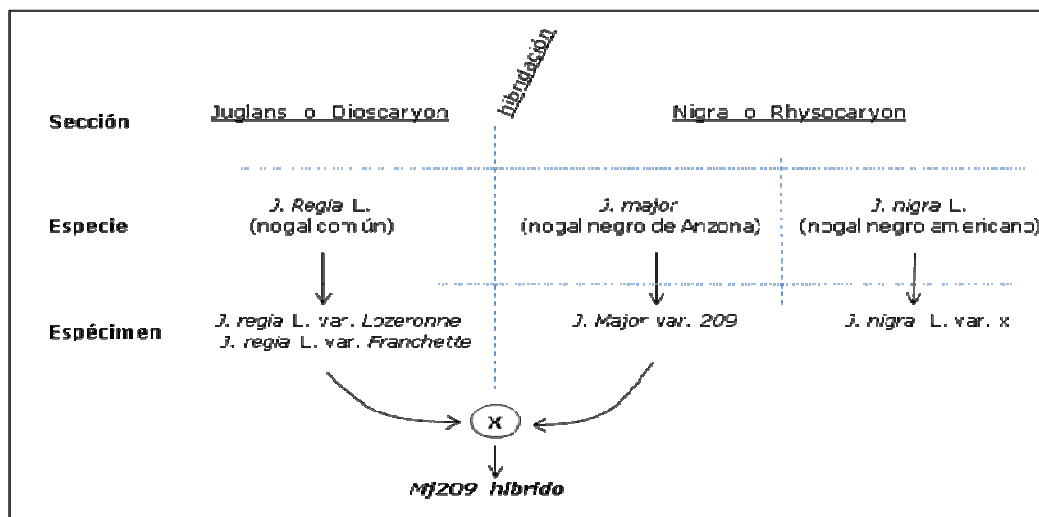 hibridación
Sección
Juglans o Dioscaryon
Nigra o Rhysocaryon
Especie
J. Regia L.
(nogal común)
J. major
(nogal negro de Arizona)
J. nigra L.
(nogal negro americano)
Espécimen
J. regia L. var. Lozeronne
J. regia L. var. Franchette
J. Major var. 209
J. nigra L. var. x
x
Mj209 híbrido